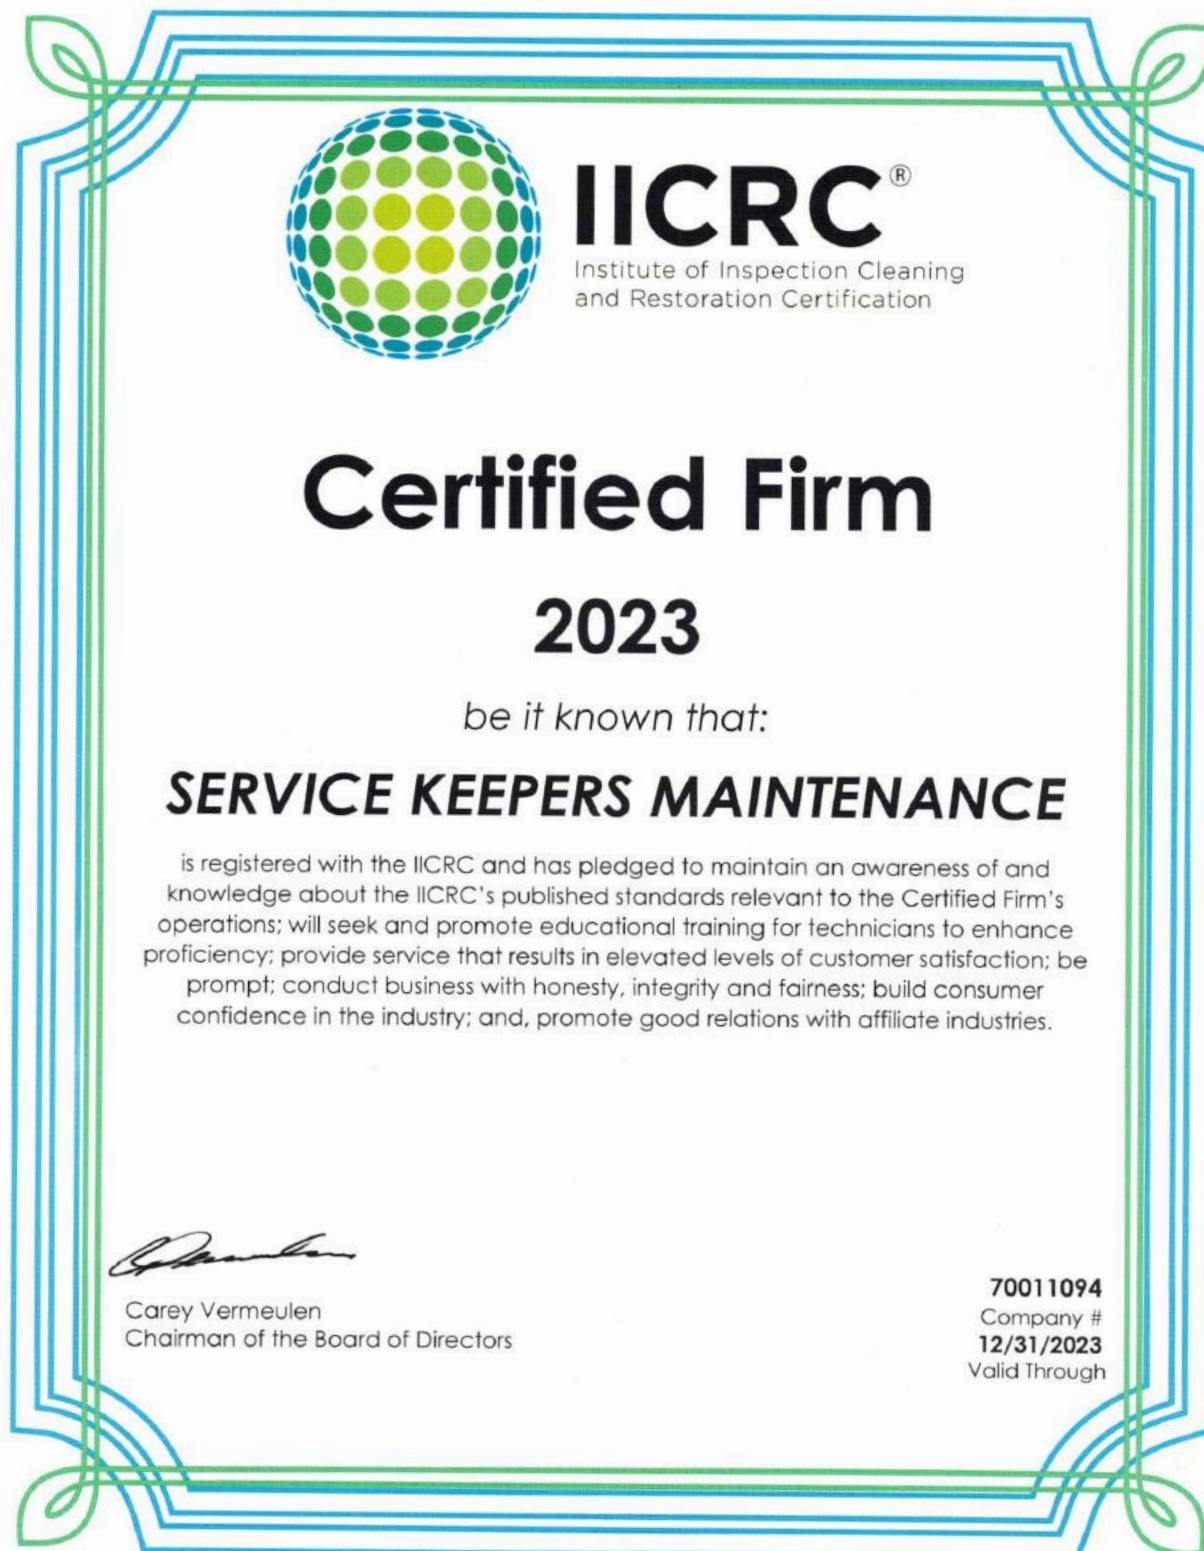 IICRC®
Institute of Inspection Cleaning
and Restoration Certification
Certified Firm
2023
be it known that:
SERVICE KEEPERS MAINTENANCE
is registered with the IICRC and has pledged to maintain an awareness of and
knowledge about the IICRC's published standards relevant to the Certified Firm's
operations; will seek and promote educational training for technicians to enhance
proficiency; provide service that results in elevated levels of customer satisfaction; be
prompt; conduct business with honesty, integrity and fairness; build consumer
confidence in the industry; and, promote good relations with affiliate industries.
Carey Vermeulen
Chairman of the Board of Directors
70011094
Company #
12/31/2023
Valid Through